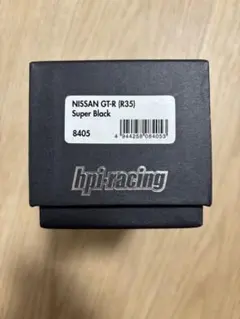 NISSAN GT-R (R35)
Super Black
8405
4 944258 084053
hpi-racing